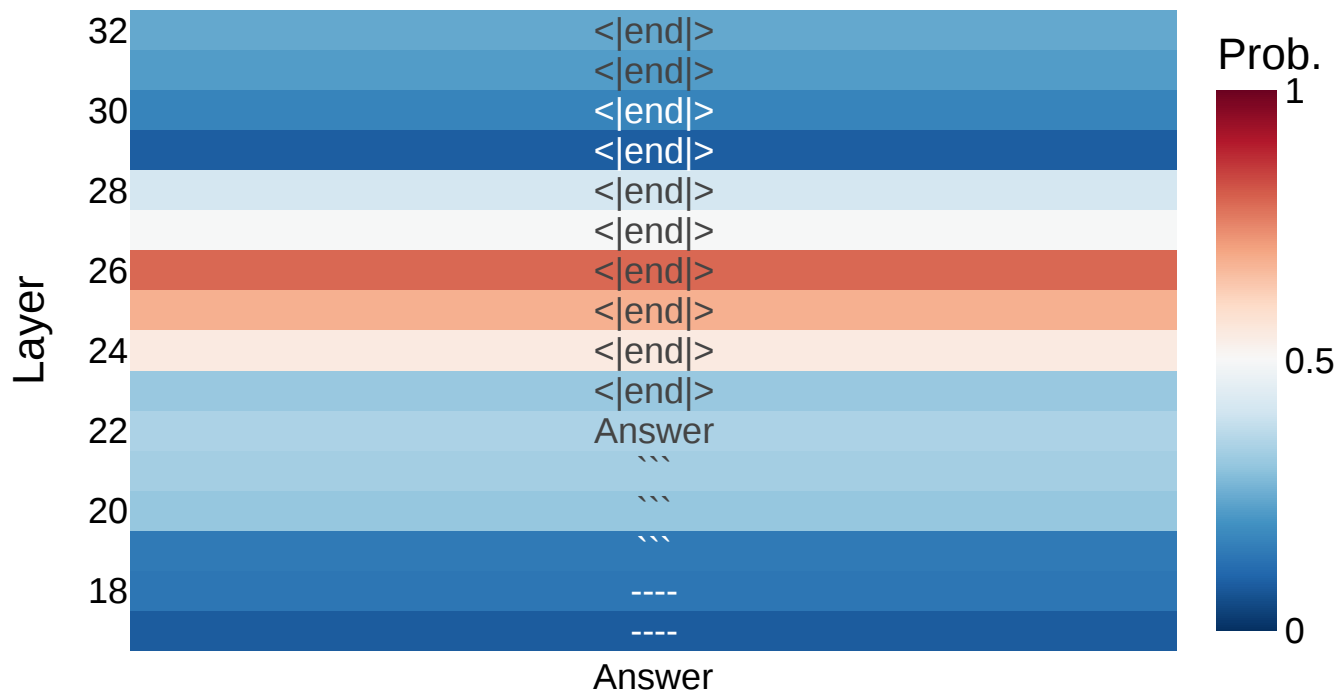 32 <|end|>
<|end|>
30 <|end|>
<|end|>
28 <|end|>
<|end|>
26 <|end|>
<|end|>
24 <|end|>
<|end|>
22 Answer
```
20 ```
```
18 ----
----
Answer
Layer
Prob.
1
0.5
0